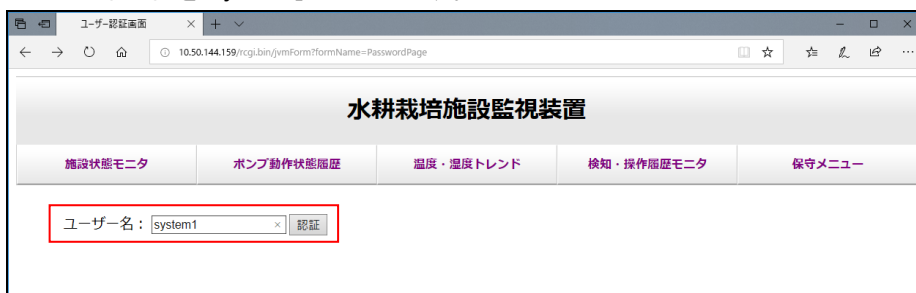 ユーザー認証画面
10.50.144.159/rcgi.bin/jvmForm?formName=PasswordPage
水耕栽培施設監視装置
施設状態モニタ ポンプ動作状態履歴 温度・湿度トレンド 検知・操作履歴モニタ 保守メニュー
ユーザー名： system1 認証